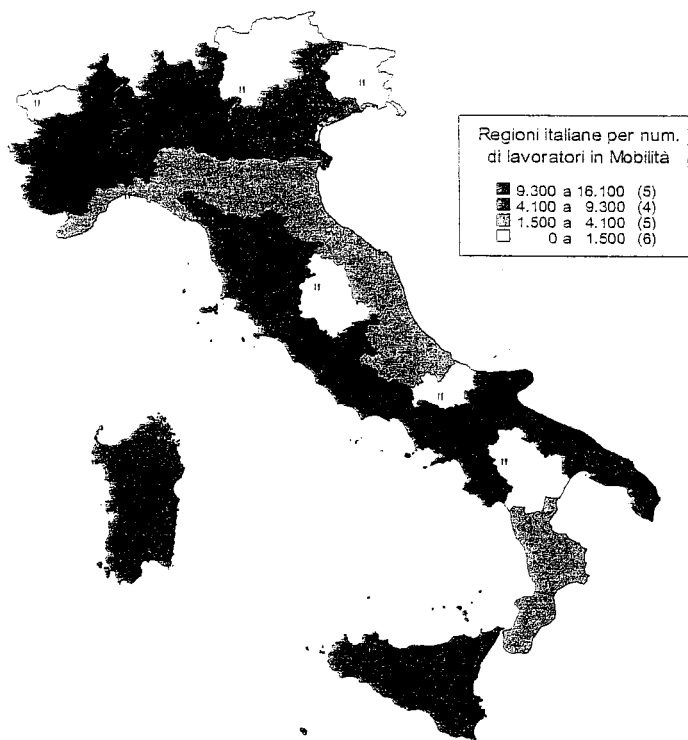 Regioni italiane per num.
di lavoratori in Mobilità
9.300 a 16.100 (5)
4.100 a 9.300 (4)
1.500 a 4.100 (5)
0 a 1.500 (6)